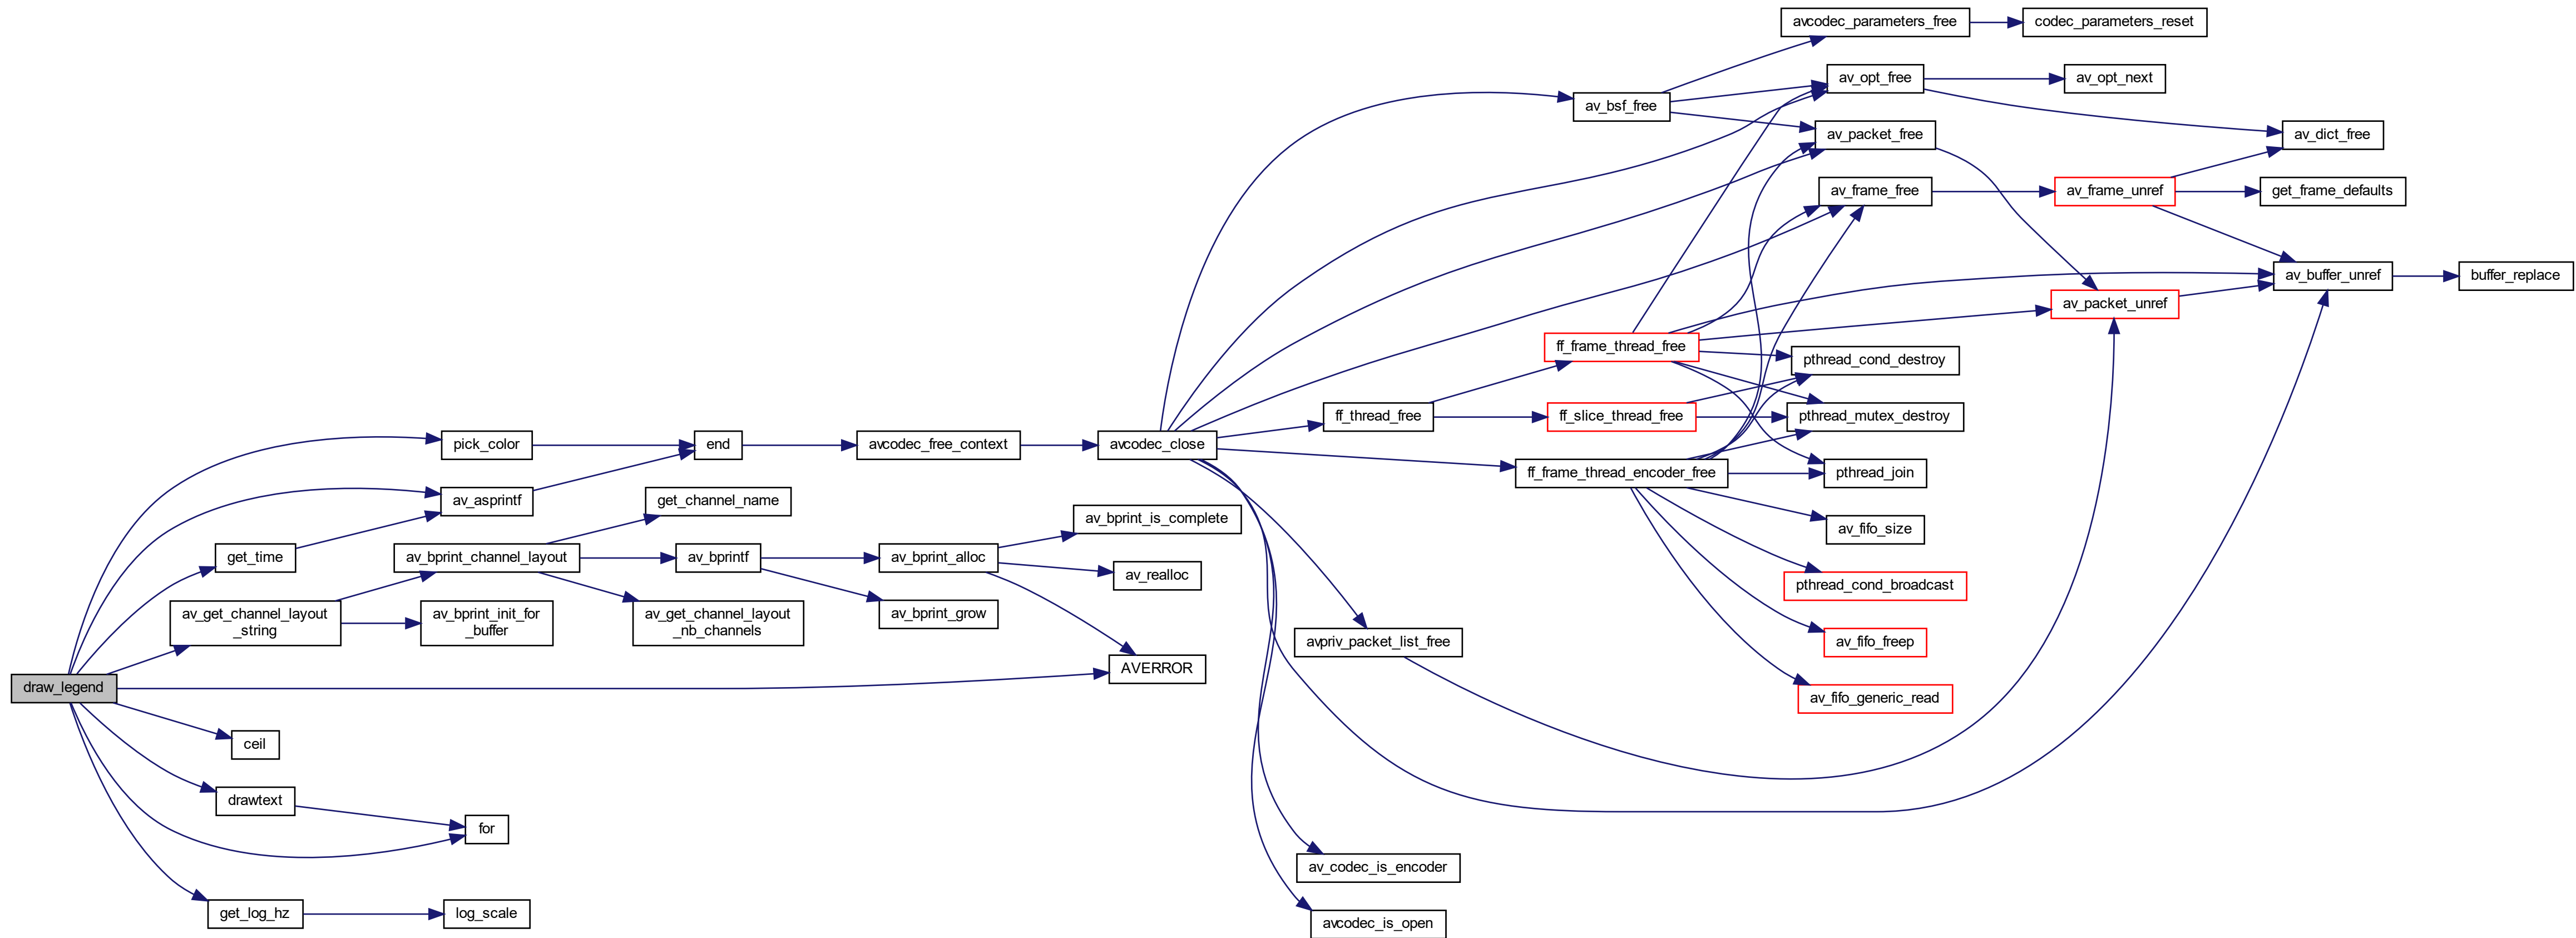 avcodec_parameters_free
codec_parameters_reset
av_opt_free
av_opt_next
av_bsf_free
av_packet_free
av_dict_free
av_frame_free
av_frame_unref
get_frame_defaults
av_buffer_unref
buffer_replace
av_packet_unref
ff_frame_thread_free
pthread_cond_destroy
ff_thread_free
ff_slice_thread_free
pthread_mutex_destroy
pick_color
end
avcodec_free_context
avcodec_close
ff_frame_thread_encoder_free
pthread_join
av_asprintf
get_channel_name
av_bprint_is_complete
av_fifo_size
get_time
av_bprint_channel_layout
av_bprintf
av_bprint_alloc
av_realloc
pthread_cond_broadcast
av_get_channel_layout
_string
av_bprint_init_for
_buffer
av_get_channel_layout
_nb_channels
av_bprint_grow
avpriv_packet_list_free
av_fifo_freep
AVERROR
draw_legend
av_fifo_generic_read
ceil
drawtext
for
av_codec_is_encoder
get_log_hz
log_scale
avcodec_is_open